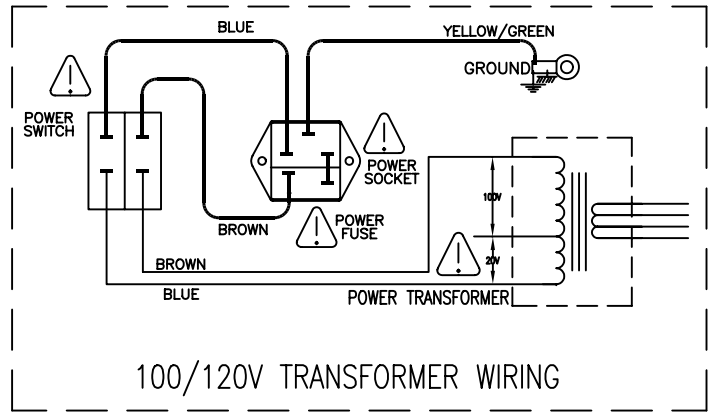 BLUE
YELLOW/GREEN
GROUND
POWER
SWITCH
POWER
SOCKET
100V
BROWN
POWER
FUSE
BROWN
20V
BLUE
POWER TRANSFORMER
100/120V TRANSFORMER WIRING